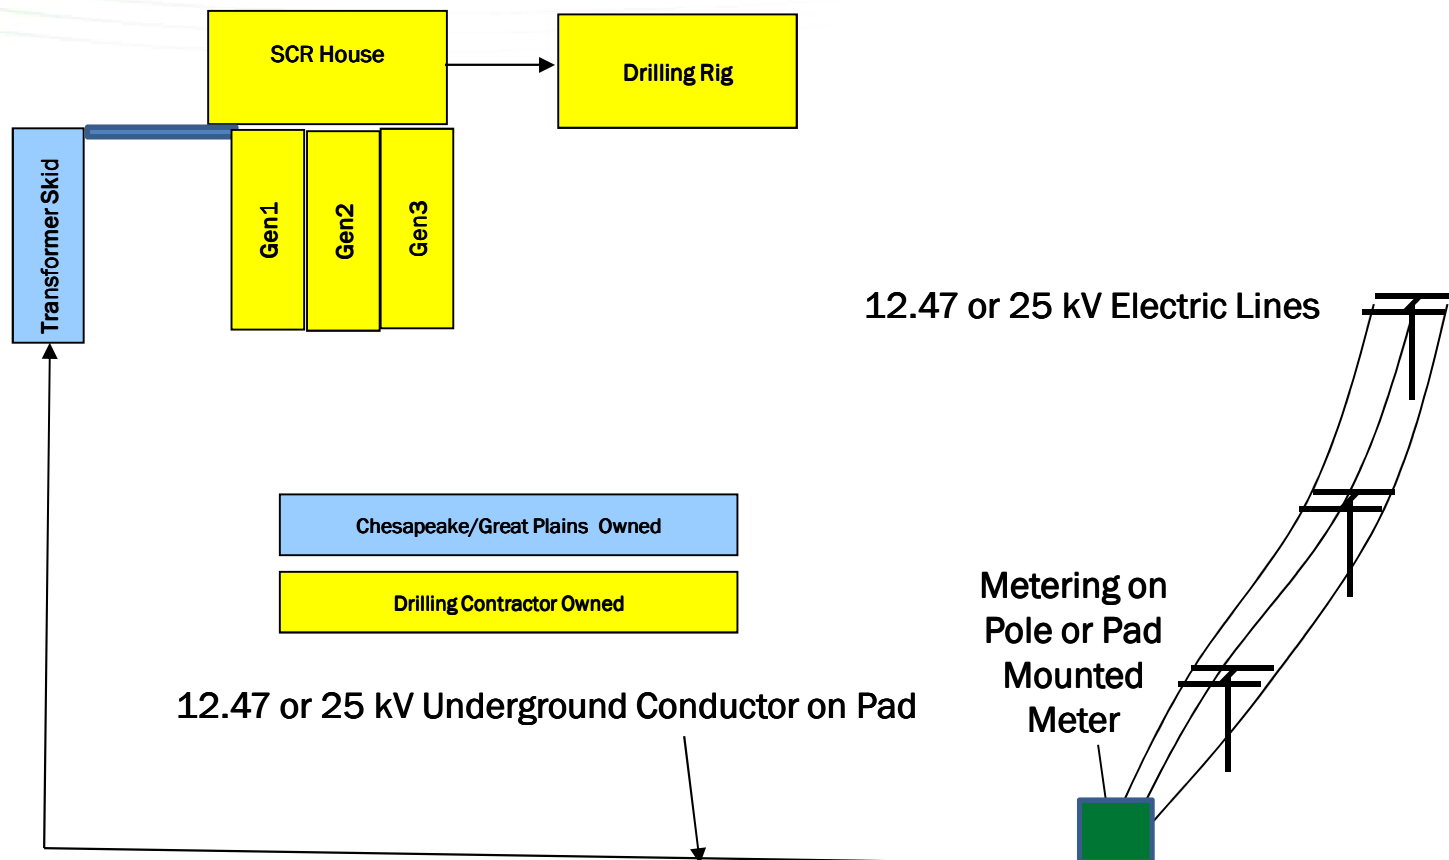 SCR House
Drilling Rig
Transformer Skid
Gen1
Gen2
Gen3
12.47 or 25 kV Electric Lines
Chesapeake/Great Plains Owned
Drilling Contractor Owned
Metering on
Pole or Pad
Mounted
Meter
12.47 or 25 kV Underground Conductor on Pad